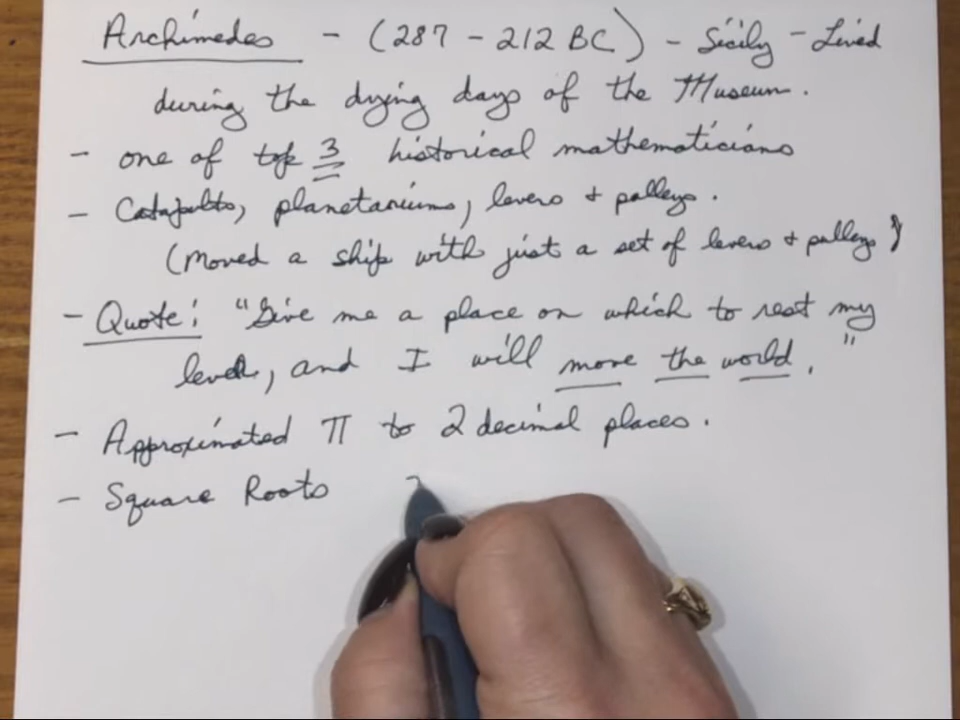 Archimedes - (287 - 212 BC) - Sicily - Lived
during the dying days of the Museum.
- one of top 3 historical mathematicians
- Catapults, planetariums, levers + pulleys.
(Moved a ship with just a set of levers + pulleys)
- Quote: "Give me a place on which to rest my
lever, and I will move the world."
- Approximated π to 2 decimal places.
- Square Roots